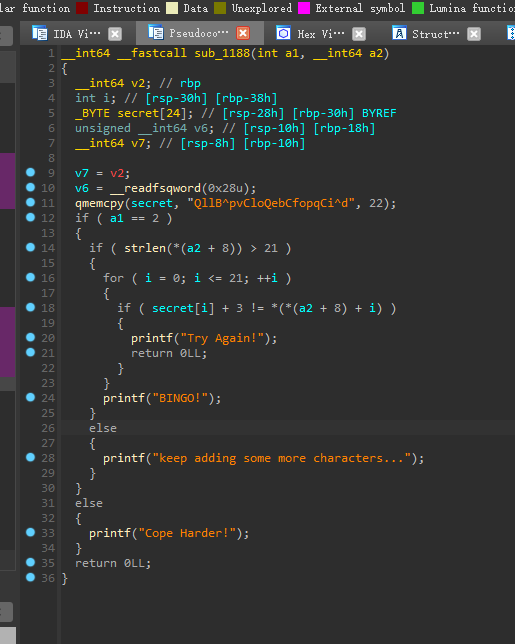 lar function Instruction Data Unexplored External symbol Lumina function
IDA Vi··· Pseudoco··· Hex Vi··· Struct···
1 __int64 __fastcall sub_1188(int a1, __int64 a2)
2 {
3 __int64 v2; // rbp
4 int i; // [rsp-30h] [rbp-38h]
5 _BYTE secret[24]; // [rsp-28h] [rbp-30h] BYREF
6 unsigned __int64 v6; // [rsp-10h] [rbp-18h]
7 __int64 v7; // [rsp-8h] [rbp-10h]
8
9 v7 = v2;
10 v6 = __readfsqword(0x28u);
11 qmemcpy(secret, "QllB^pvCloQebCfopqCi^d", 22);
12 if ( a1 == 2 )
13 {
14 if ( strlen(*(a2 + 8)) > 21 )
15 {
16 for ( i = 0; i <= 21; ++i )
17 {
18 if ( secret[i] + 3 != *(*(a2 + 8) + i) )
19 {
20 printf("Try Again!");
21 return 0LL;
22 }
23 }
24 printf("BINGO!");
25 }
26 else
27 {
28 printf("keep adding some more characters...");
29 }
30 }
31 else
32 {
33 printf("Cope Harder!");
34 }
35 return 0LL;
36 }